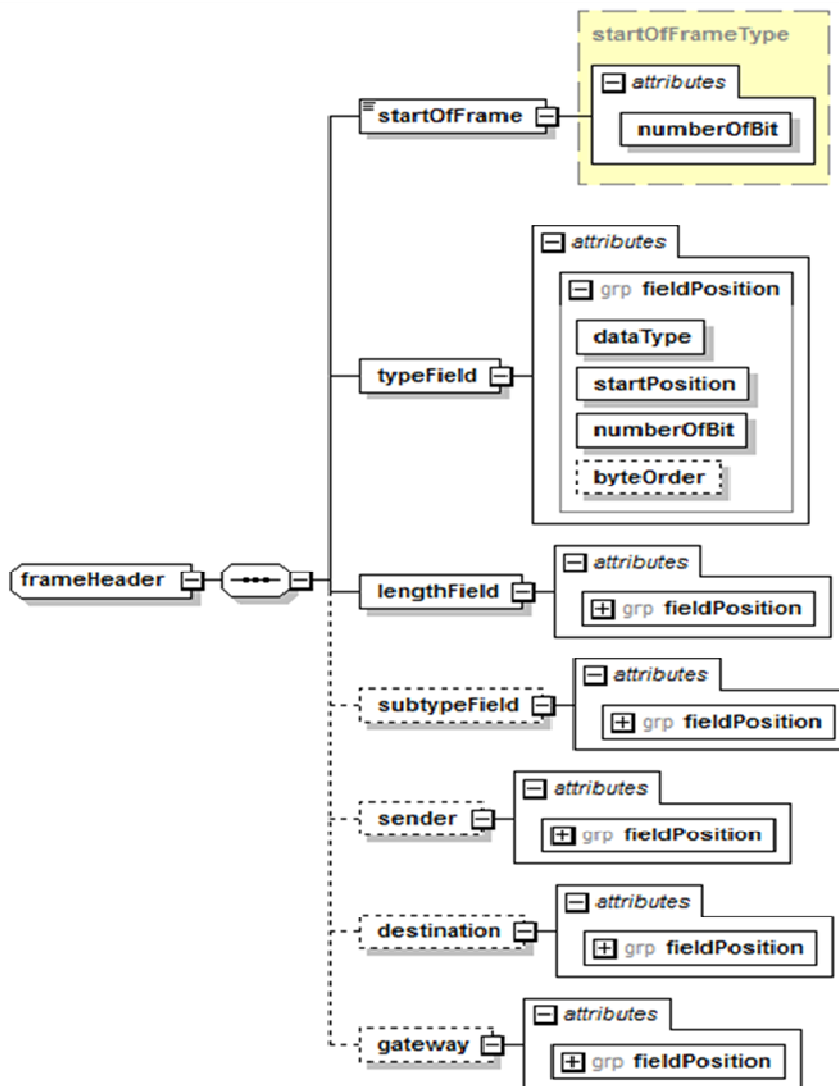 startOfFrameType
attributes
startOfFrame
numberOfBit
attributes
grp fieldPosition
dataType
typeField
startPosition
numberOfBit
byteOrder
frameHeader
attributes
lengthField
grp fieldPosition
attributes
subtypeField
grp fieldPosition
attributes
sender
grp fieldPosition
attributes
destination
grp fieldPosition
attributes
gateway
grp fieldPosition